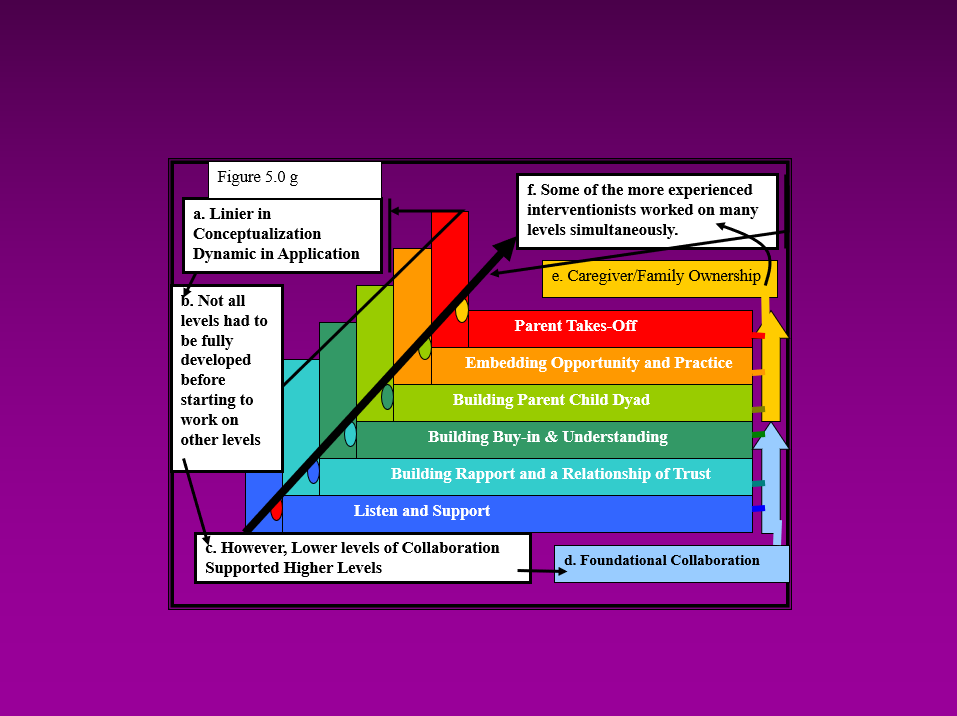 Figure 5.0 g
a. Linier in
Conceptualization
Dynamic in Application
b. Not all
levels had to
be fully
developed
before
starting to
work on
other levels
f. Some of the more experienced
interventionists worked on many
levels simultaneously.
e. Caregiver/Family Ownership
Parent Takes-Off
Embedding Opportunity and Practice
Building Parent Child Dyad
Building Buy-in & Understanding
Building Rapport and a Relationship of Trust
Listen and Support
c. However, Lower levels of Collaboration
Supported Higher Levels
d. Foundational Collaboration